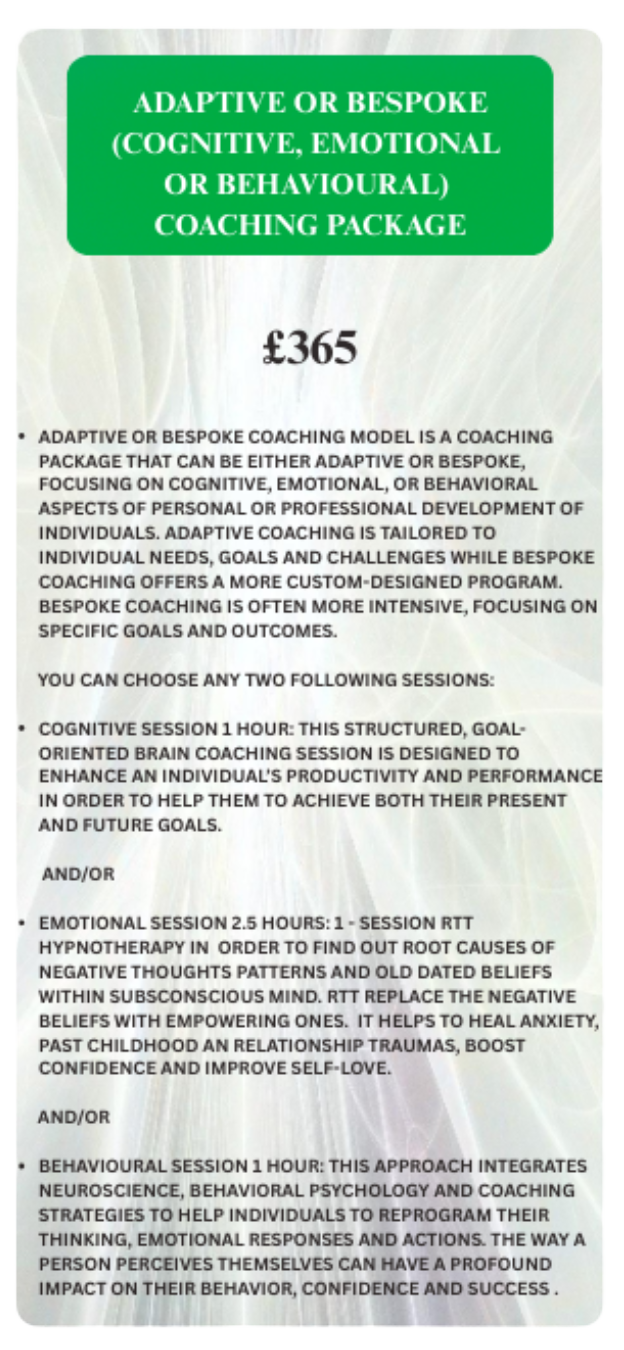 ADAPTIVE OR BESPOKE
(COGNITIVE, EMOTIONAL
OR BEHAVIOURAL)
COACHING PACKAGE
£365
• ADAPTIVE OR BESPOKE COACHING MODEL IS A COACHING
PACKAGE THAT CAN BE EITHER ADAPTIVE OR BESPOKE,
FOCUSING ON COGNITIVE, EMOTIONAL, OR BEHAVIORAL
ASPECTS OF PERSONAL OR PROFESSIONAL DEVELOPMENT OF
INDIVIDUALS. ADAPTIVE COACHING IS TAILORED TO
INDIVIDUAL NEEDS, GOALS AND CHALLENGES WHILE BESPOKE
COACHING OFFERS A MORE CUSTOM-DESIGNED PROGRAM.
BESPOKE COACHING IS OFTEN MORE INTENSIVE, FOCUSING ON
SPECIFIC GOALS AND OUTCOMES.
YOU CAN CHOOSE ANY TWO FOLLOWING SESSIONS:
• COGNITIVE SESSION 1 HOUR: THIS STRUCTURED, GOAL-
ORIENTED BRAIN COACHING SESSION IS DESIGNED TO
ENHANCE AN INDIVIDUAL'S PRODUCTIVITY AND PERFORMANCE
IN ORDER TO HELP THEM TO ACHIEVE BOTH THEIR PRESENT
AND FUTURE GOALS.
AND/OR
• EMOTIONAL SESSION 2.5 HOURS: 1 - SESSION RTT
HYPNOTHERAPY IN ORDER TO FIND OUT ROOT CAUSES OF
NEGATIVE THOUGHTS PATTERNS AND OLD DATED BELIEFS
WITHIN SUBSCONSCIOUS MIND. RTT REPLACE THE NEGATIVE
BELIEFS WITH EMPOWERING ONES. IT HELPS TO HEAL ANXIETY,
PAST CHILDHOOD AN RELATIONSHIP TRAUMAS, BOOST
CONFIDENCE AND IMPROVE SELF-LOVE.
AND/OR
• BEHAVIOURAL SESSION 1 HOUR: THIS APPROACH INTEGRATES
NEUROSCIENCE, BEHAVIORAL PSYCHOLOGY AND COACHING
STRATEGIES TO HELP INDIVIDUALS TO REPROGRAM THEIR
THINKING, EMOTIONAL RESPONSES AND ACTIONS. THE WAY A
PERSON PERCEIVES THEMSELVES CAN HAVE A PROFOUND
IMPACT ON THEIR BEHAVIOR, CONFIDENCE AND SUCCESS .